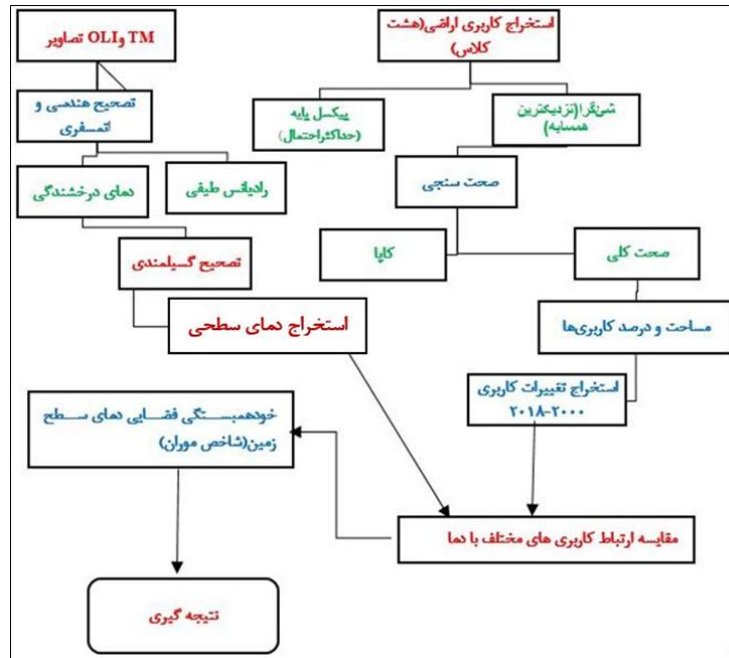 استخراج کاربری اراضی(هشت
کلاس)
تصاویر OLI و TM
پیکسل پایه
(حداکثراحتمال)
شئ‌گرا(نزدیکترین
همسایه)
تصحیح هندسی و
اتمسفری
صحت سنجی
رادیانس طیفی
دمای درخشندگی
کاپا
صحت کلی
تصحیح گسیلمندی
استخراج دمای سطحی
مساحت و درصد کاربری‌ها
استخراج تغییرات کاربری
۲۰۰۰-۲۰۱۸
خودهمبستگی فضایی دمای سطح
زمین(شاخص موران)
مقایسه ارتباط کاربری های مختلف با دما
نتیجه گیری